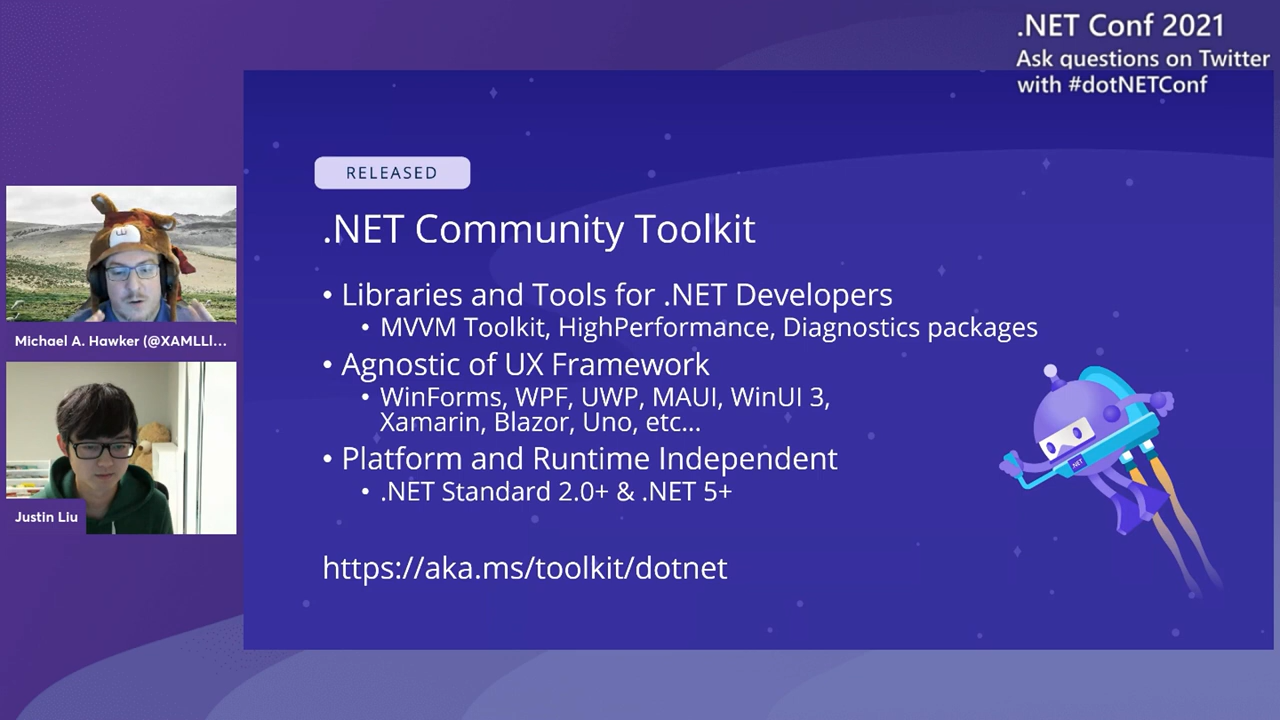 .NET Conf 2021
Ask questions on Twitter
with #dotNETConf
RELEASED
.NET Community Toolkit
• Libraries and Tools for .NET Developers
• MVVM Toolkit, HighPerformance, Diagnostics packages
• Agnostic of UX Framework
• WinForms, WPF, UWP, MAUI, WinUI 3,
Xamarin, Blazor, Uno, etc...
• Platform and Runtime Independent
• .NET Standard 2.0+ & .NET 5+
https://aka.ms/toolkit/dotnet
Michael A. Hawker (@XAMLLl...
Justin Liu
.NET